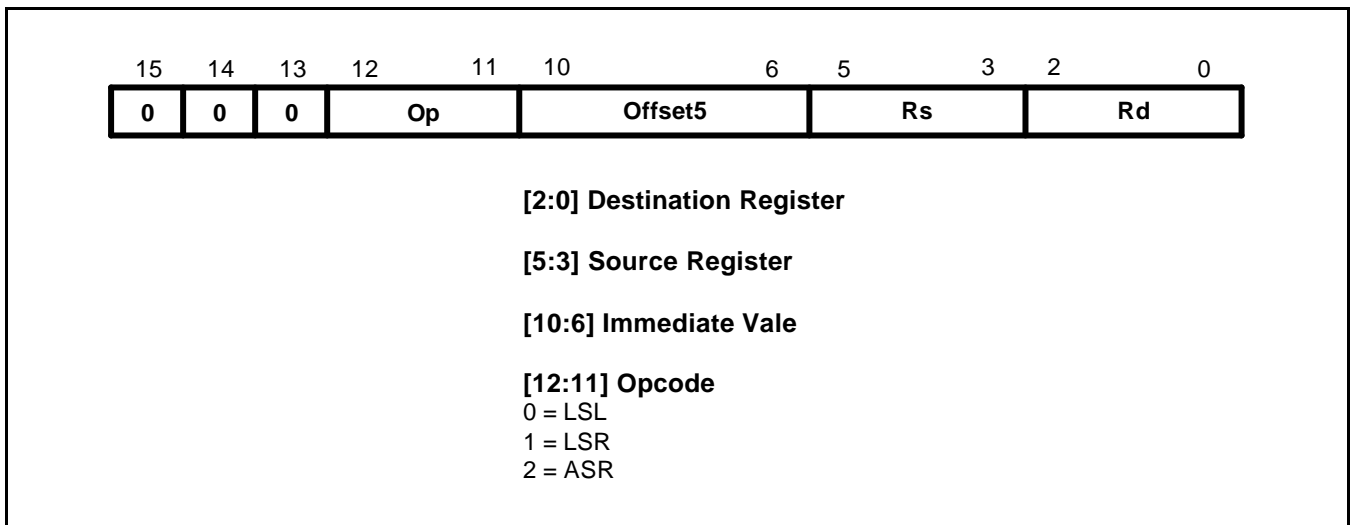 15 14 13 12 11 10 6 5 3 2 0
0 0 0 Op Offset5 Rs Rd
[2:0] Destination Register
[5:3] Source Register
[10:6] Immediate Vale
[12:11] Opcode
0 = LSL
1 = LSR
2 = ASR